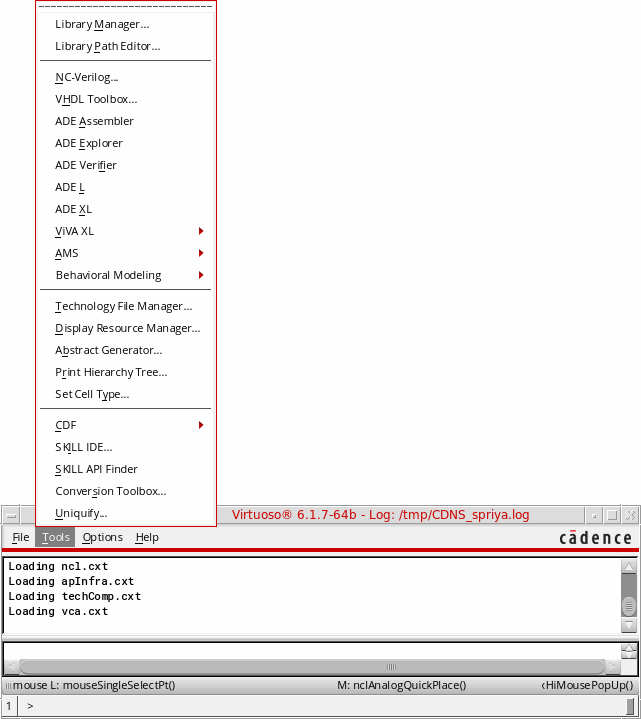 Library Manager...
Library Path Editor...
NC-Verilog...
VHDL Toolbox...
ADE Assembler
ADE Explorer
ADE Verifier
ADE L
ADE XL
ViVA XL
AMS
Behavioral Modeling
Technology File Manager...
Display Resource Manager...
Abstract Generator...
Print Hierarchy Tree...
Set Cell Type...
CDF
SKILL IDE...
SKILL API Finder
Conversion Toolbox...
Uniquify...
Virtuoso® 6.1.7-64b - Log: /tmp/CDNS_spriya.log
File Tools Options Help cādence
Loading ncl.cxt
Loading apInfra.cxt
Loading techComp.cxt
Loading vca.cxt
mouse L: mouseSingleSelectPt() M: nclAnalogQuickPlace() ‹HiMousePopUp()
1 >